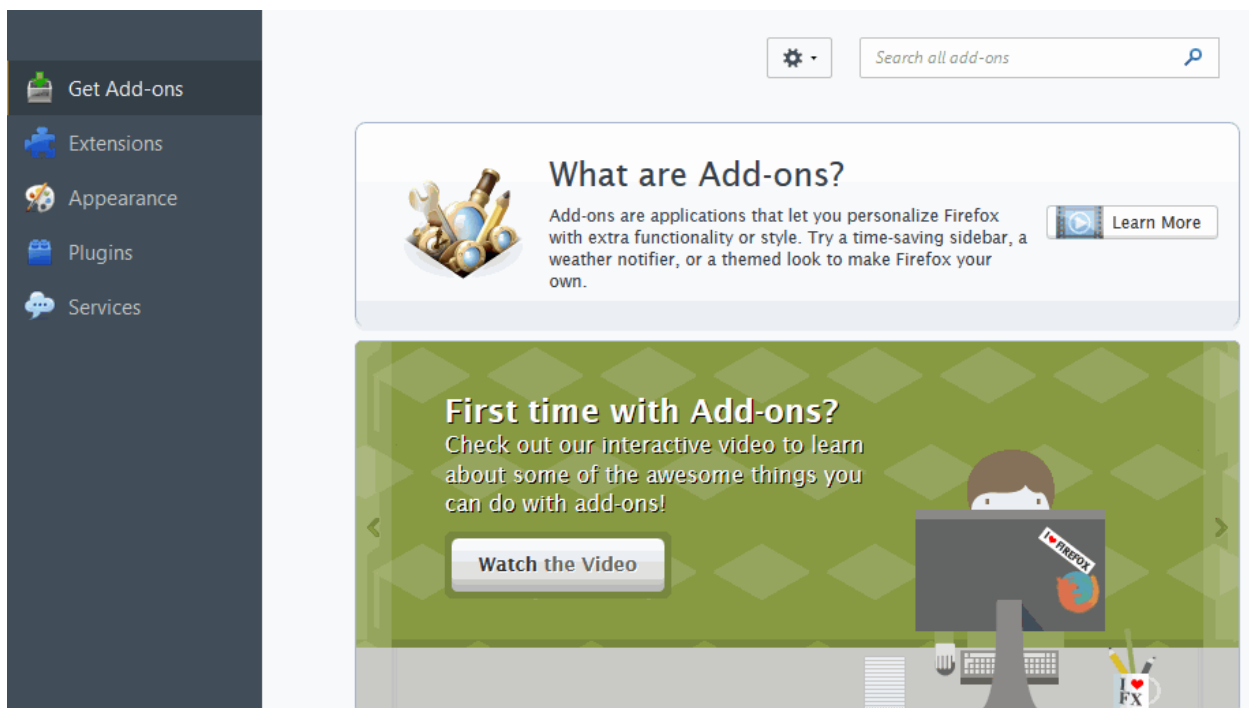 Get Add-ons
Extensions
Appearance
Plugins
Services
Search all add-ons
What are Add-ons?
Add-ons are applications that let you personalize Firefox
with extra functionality or style. Try a time-saving sidebar, a
weather notifier, or a themed look to make Firefox your
own.
Learn More
First time with Add-ons?
Check out our interactive video to learn
about some of the awesome things you
can do with add-ons!
Watch the Video
I ♥ FIREFOX
I ♥
FX